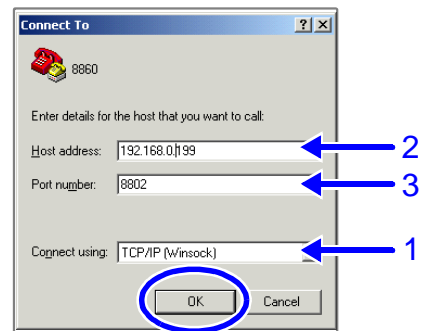 Connect To
8860
Enter details for the host that you want to call:
Host address: 192.168.0.199 2
Port number: 8802 3
Connect using: TCP/IP (Winsock) 1
OK Cancel